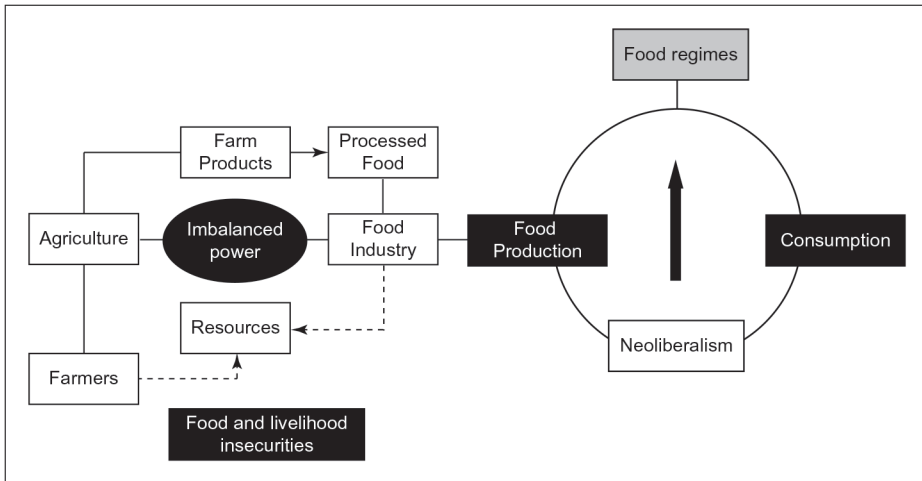 Food regimes
Farm
Products
Processed
Food
Agriculture
Imbalanced
power
Food
Industry
Food
Production
Consumption
Resources
Neoliberalism
Farmers
Food and livelihood
insecurities